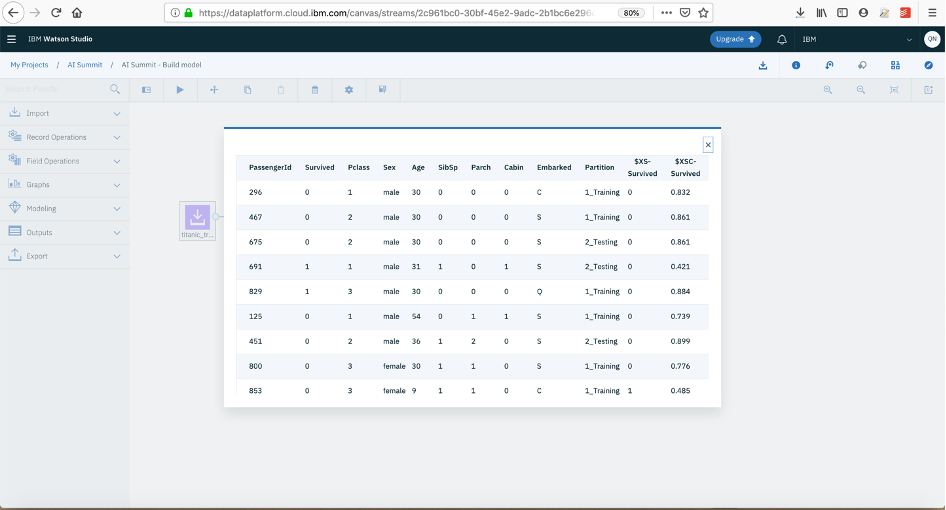 https://dataplatform.cloud.ibm.com/canvas/streams/2c961bc0-30bf-45e2-9adc-2b1bc6e296 80%
IBM Watson Studio Upgrade IBM QN
My Projects / AI Summit / AI Summit - Build model
Import
Record Operations
Field Operations
Graphs
Modeling
Outputs
Export
titanic_tr...
PassengerId Survived Pclass Sex Age SibSp Parch Cabin Embarked Partition $XS-Survived $XSC-Survived
296 0 1 male 30 0 0 0 C 1_Training 0 0.832
467 0 2 male 30 0 0 0 S 1_Training 0 0.861
675 0 2 male 30 0 0 0 S 2_Testing 0 0.861
691 1 1 male 31 1 0 1 S 2_Testing 0 0.421
829 1 3 male 30 0 0 0 Q 1_Training 0 0.884
125 0 1 male 54 0 1 1 S 1_Training 0 0.739
451 0 2 male 36 1 2 0 S 2_Testing 0 0.899
800 0 3 female 30 1 1 0 S 1_Training 0 0.776
853 0 3 female 9 1 1 0 C 1_Training 1 0.485